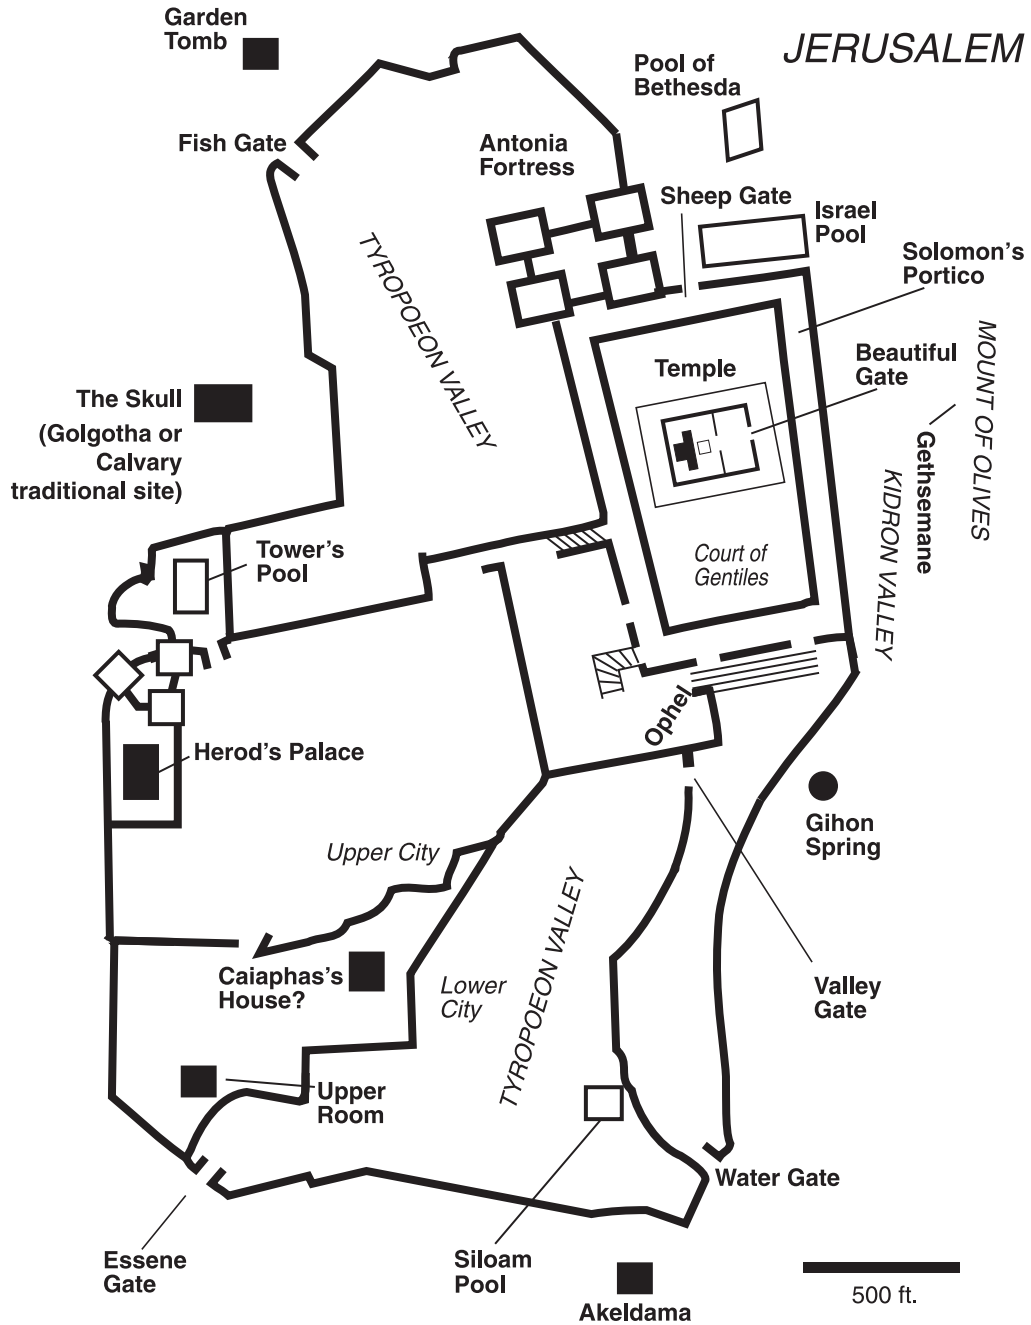 Garden
Tomb
JERUSALEM
Pool of
Bethesda
Fish Gate
Antonia
Fortress
Sheep Gate
Israel
Pool
Solomon's
Portico
TYROPOEON VALLEY
MOUNT OF OLIVES
Beautiful
Gate
Temple
The Skull
(Golgotha or
Calvary
traditional site)
Gethsemane
KIDRON VALLEY
Tower's
Pool
Court of
Gentiles
Ophel
Herod's Palace
Gihon
Spring
Upper City
TYROPOEON VALLEY
Caiaphas's
House?
Lower
City
Valley
Gate
Upper
Room
Water Gate
Essene
Gate
Siloam
Pool
Akeldama
500 ft.